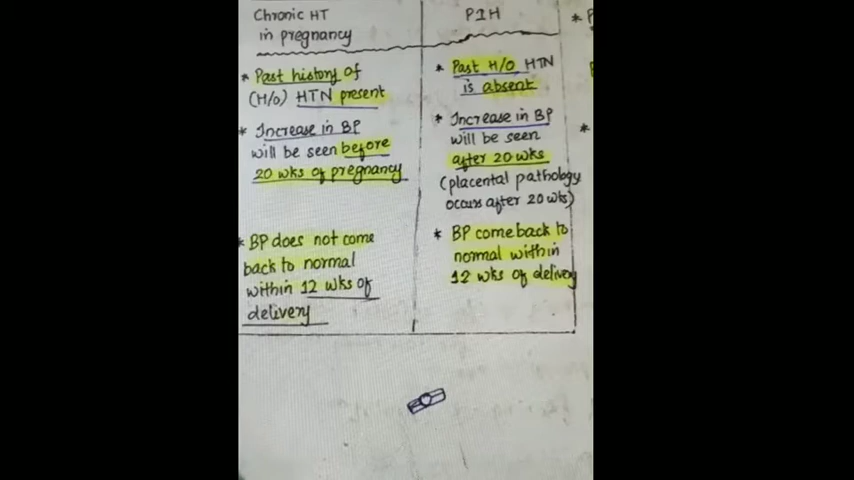 Chronic HT
in pregnancy
* Past history of
(H/o) HTN present
* Increase in BP
will be seen before
20 wks of pregnancy
* BP does not come
back to normal
within 12 wks of
delivery
PIH
* Past H/O HTN
is absent
* Increase in BP
will be seen
after 20 wks
(placental pathology
occurs after 20 wks)
* BP come back to
normal within
12 wks of delivery
*
*